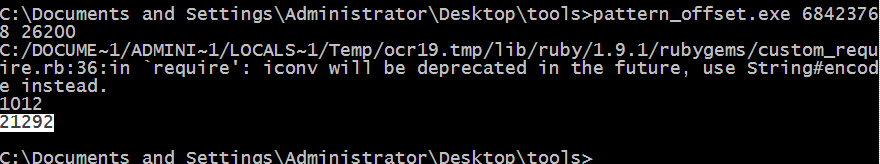 C:\Documents and Settings\Administrator\Desktop\tools>pattern_offset.exe 6842376
8 26200
C:/DOCUME~1/ADMINI~1/LOCALS~1/Temp/ocr19.tmp/lib/ruby/1.9.1/rubygems/custom_requ
ire.rb:36:in `require': iconv will be deprecated in the future, use String#encod
e instead.
1012
21292
C:\Documents and Settings\Administrator\Desktop\tools>